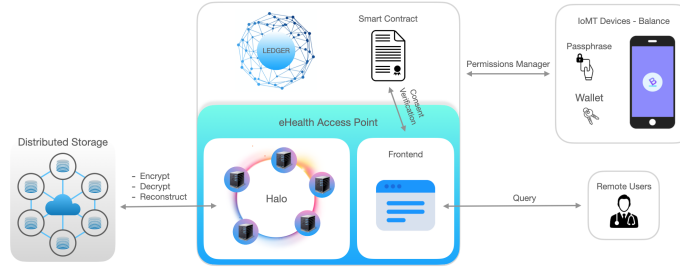 Smart Contract
LEDGER
IoMT Devices - Balance
Passphrase
Wallet
Permissions Manager
Consent
Verification
eHealth Access Point
Distributed Storage
- Encrypt
- Decrypt
- Reconstruct
Halo
Frontend
Query
Remote Users